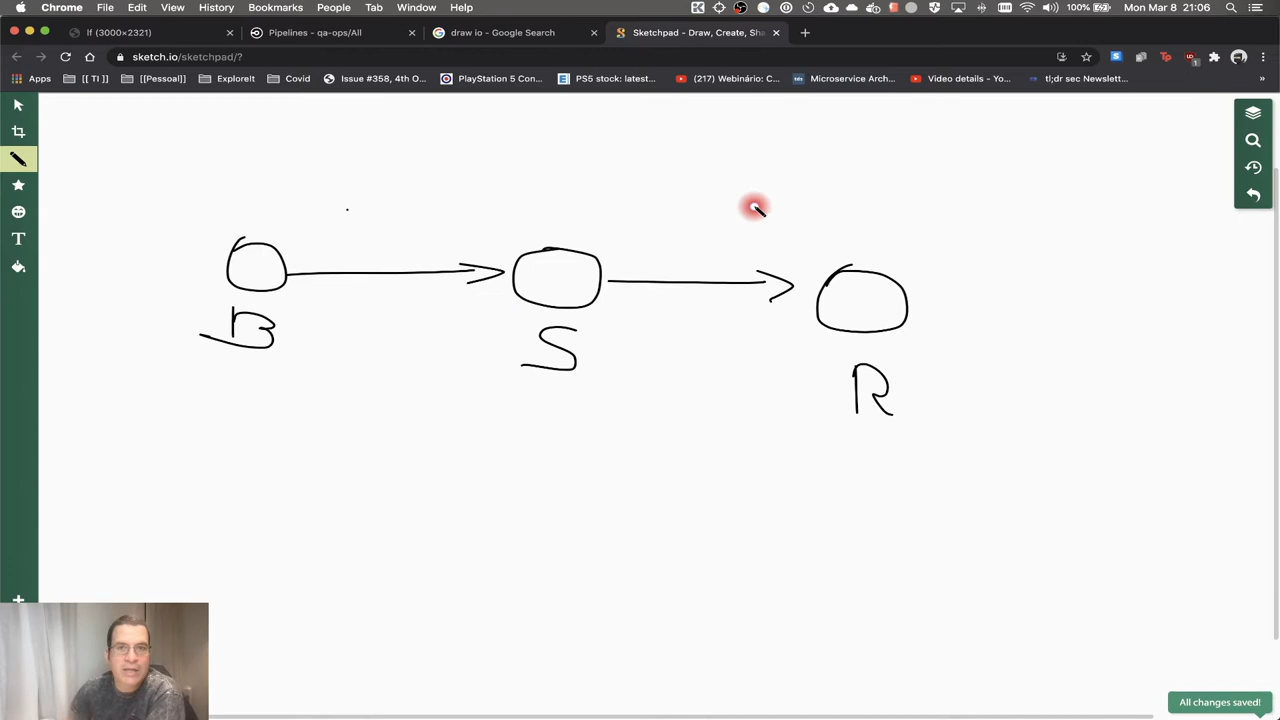 Chrome File Edit View History Bookmarks People Tab Window Help 100% Mon Mar 8 21:06
If (3000×2321) Pipelines - qa-ops/All draw io - Google Search Sketchpad - Draw, Create, Sha
sketch.io/sketchpad/?
Apps [[ TI ]] [[Pessoal]] ExploreIt Covid Issue #358, 4th O... PlayStation 5 Con... PS5 stock: latest... (217) Webinário: C... Microservice Arch... Video details - Yo... tl;dr sec Newslett... »
B
S
R
All changes saved!